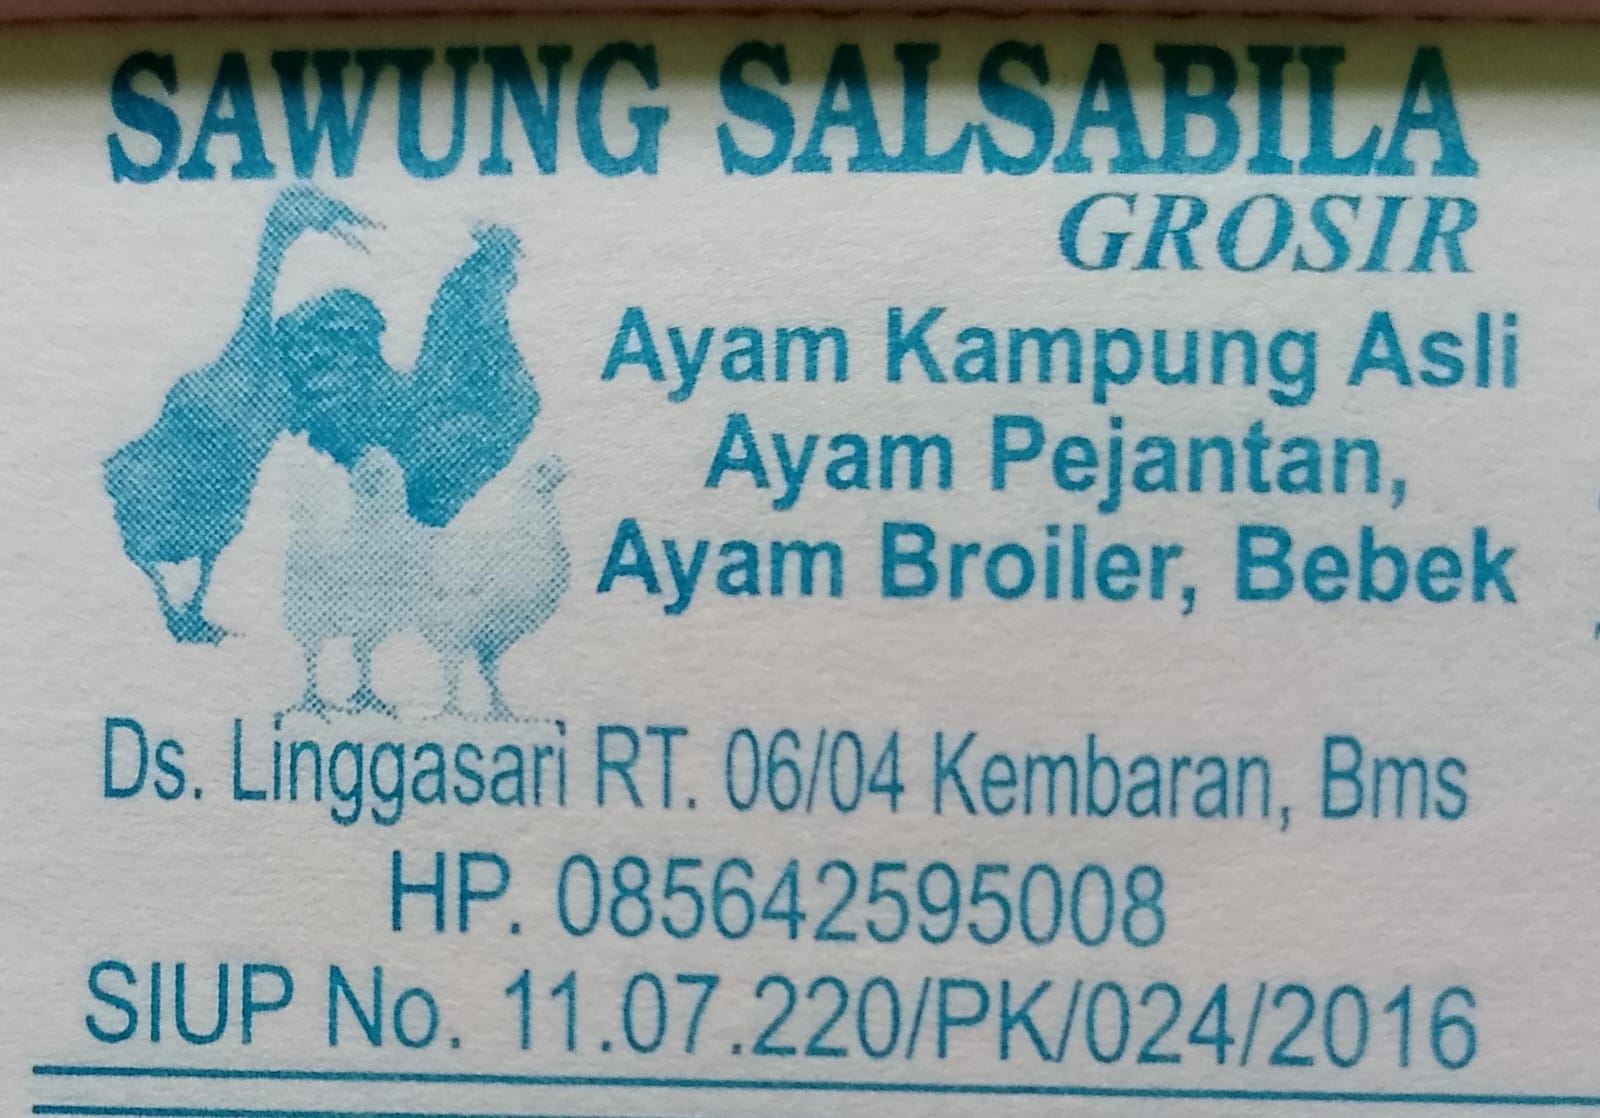 SAWUNG SALSABILA
GROSIR
Ayam Kampung Asli
Ayam Pejantan,
Ayam Broiler, Bebek
Ds. Linggasari RT. 06/04 Kembaran, Bms
HP. 085642595008
SIUP No. 11.07.220/PK/024/2016